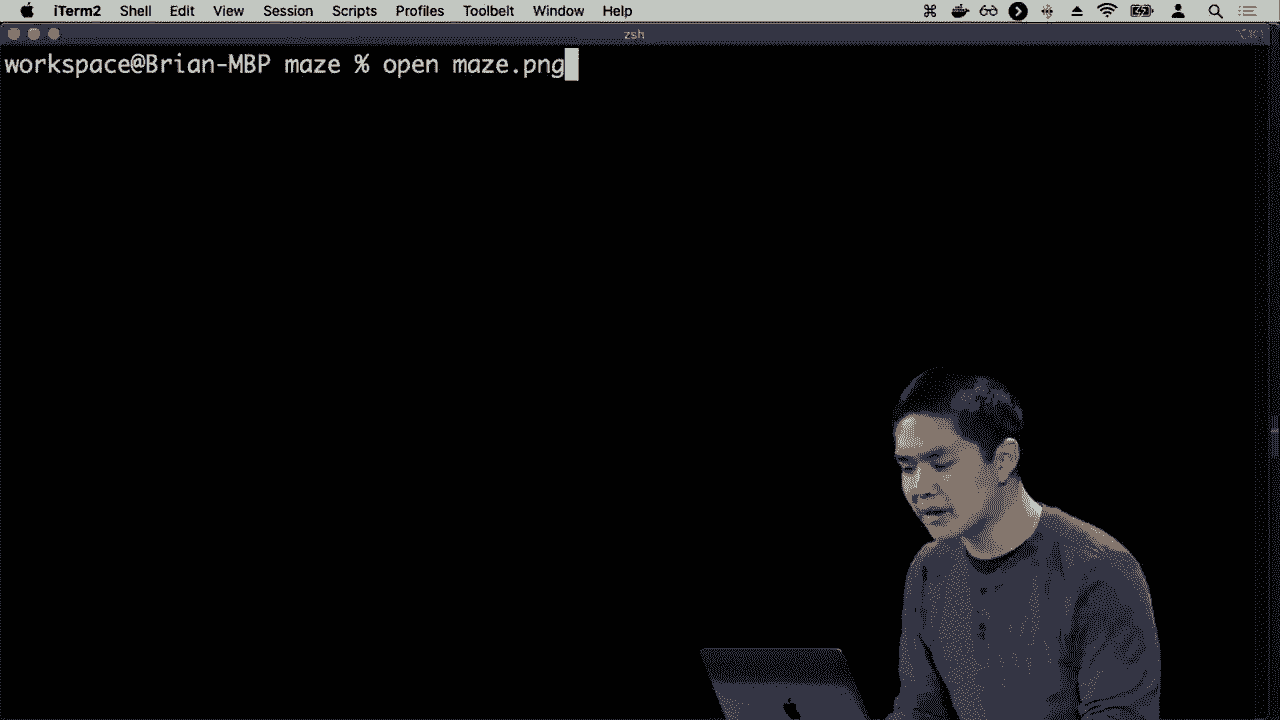 iTerm2 Shell Edit View Session Scripts Profiles Toolbelt Window Help
zsh
workspace@Brian-MBP maze % open maze.png